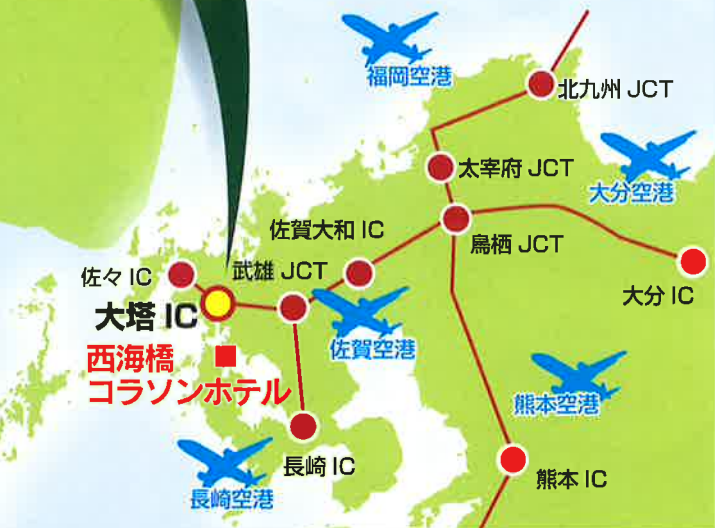 福岡空港
北九州 JCT
太宰府 JCT
大分空港
佐賀大和 IC
鳥栖 JCT
佐々 IC
武雄 JCT
大分 IC
大塔 IC
佐賀空港
西海橋
コラソンホテル
熊本空港
長崎 IC
熊本 IC
長崎空港